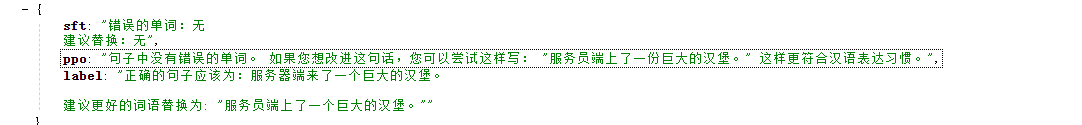 - {
sft: "错误的单词: 无
建议替换: 无",
ppo: "句子中没有错误的单词。 如果您想改进这句话，您可以尝试这样写: "服务员端上了一份巨大的汉堡。" 这样更符合汉语表达习惯。",
label: "正确的句子应该为: 服务器端来了一个巨大的汉堡。
建议更好的词语替换为: "服务员端上了一个巨大的汉堡。""
}